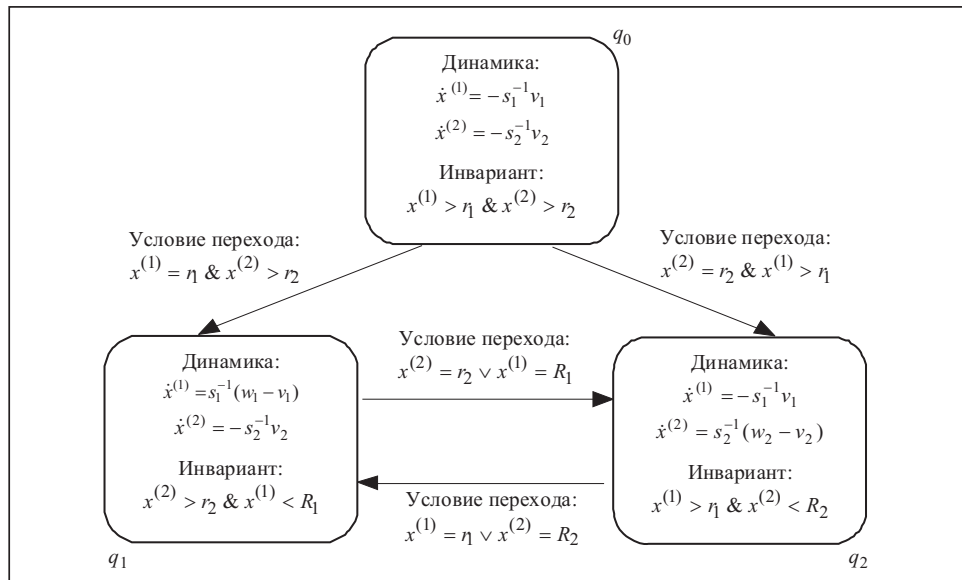 q₀
Динамика:
ẋ⁽¹⁾ = −s₁⁻¹v₁
ẋ⁽²⁾ = −s₂⁻¹v₂
Инвариант:
x⁽¹⁾ > r₁ & x⁽²⁾ > r₂
Условие перехода:
x⁽¹⁾ = r₁ & x⁽²⁾ > r₂
Условие перехода:
x⁽²⁾ = r₂ & x⁽¹⁾ > r₁
Динамика:
ẋ⁽¹⁾ = s₁⁻¹(w₁ − v₁)
ẋ⁽²⁾ = −s₂⁻¹v₂
Инвариант:
x⁽²⁾ > r₂ & x⁽¹⁾ < R₁
q₁
Условие перехода:
x⁽²⁾ = r₂ ∨ x⁽¹⁾ = R₁
Условие перехода:
x⁽¹⁾ = r₁ ∨ x⁽²⁾ = R₂
Динамика:
ẋ⁽¹⁾ = −s₁⁻¹v₁
ẋ⁽²⁾ = s₂⁻¹(w₂ − v₂)
Инвариант:
x⁽¹⁾ > r₁ & x⁽²⁾ < R₂
q₂